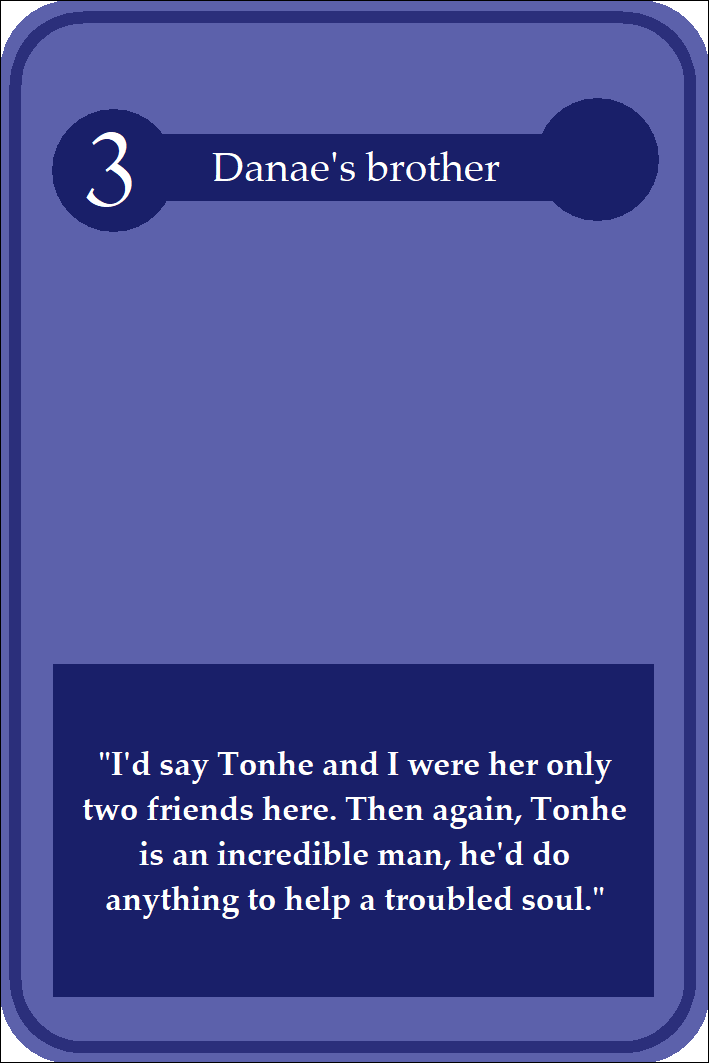 3
Danae's brother
"I'd say Tonhe and I were her only
two friends here. Then again, Tonhe
is an incredible man, he'd do
anything to help a troubled soul."